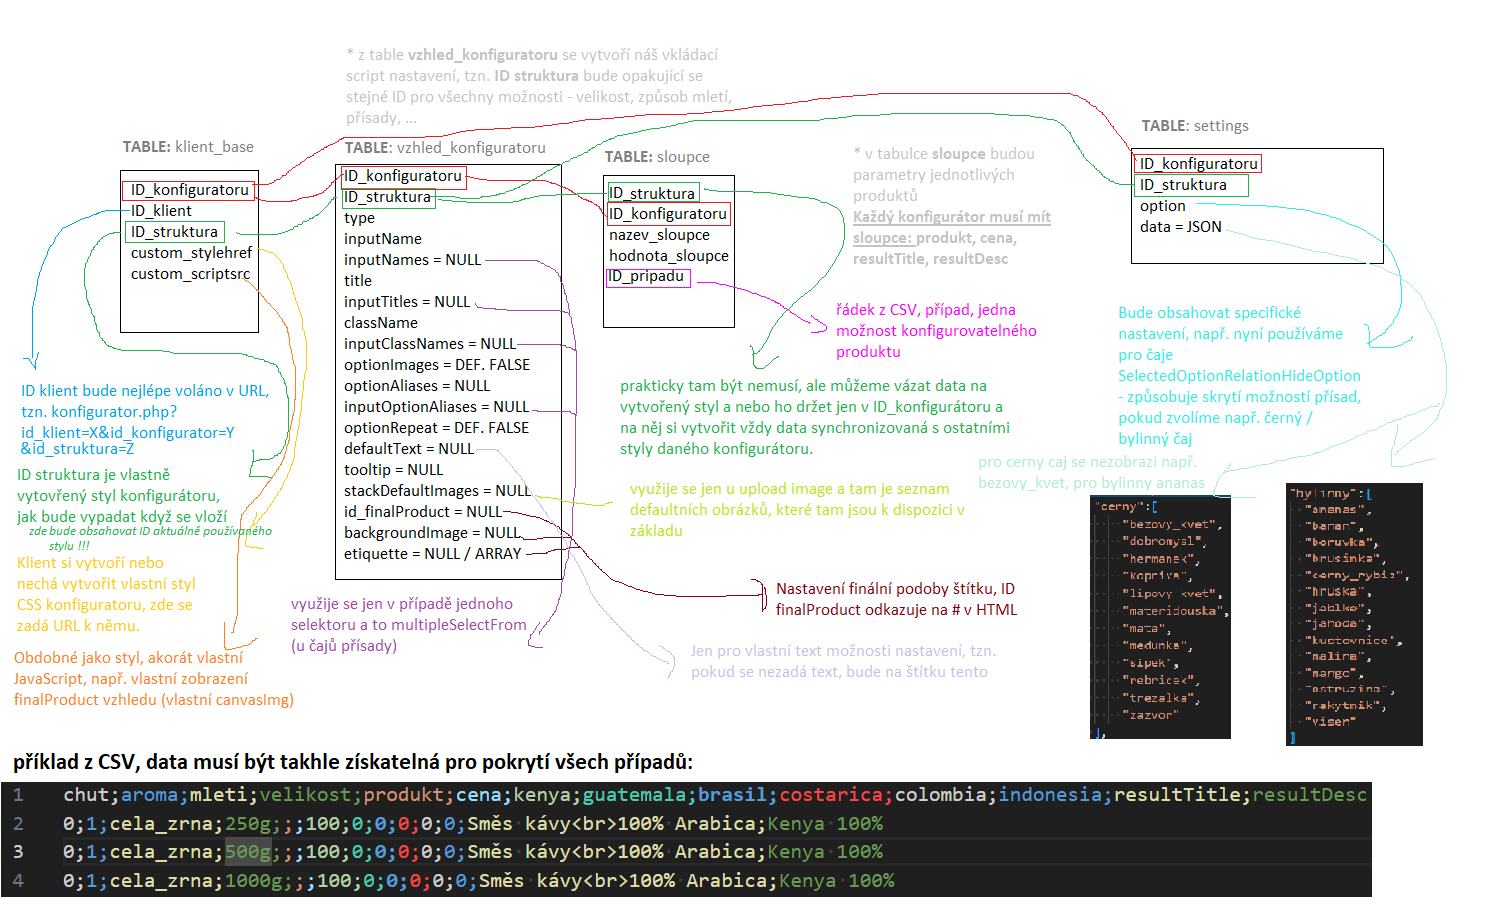 * z table vzhled_konfiguratoru se vytvoří náš vkládací
script nastavení, tzn. ID struktura bude opakující se
stejné ID pro všechny možnosti - velikost, způsob mletí,
přísady, ...
TABLE: klient_base
ID_konfiguratoru
ID_klient
ID_struktura
custom_stylehref
custom_scriptsrc
TABLE: vzhled_konfiguratoru
ID_konfiguratoru
ID_struktura
type
inputName
inputNames = NULL
title
inputTitles = NULL
className
inputClassNames = NULL
optionImages = DEF. FALSE
optionAliases = NULL
inputOptionAliases = NULL
optionRepeat = DEF. FALSE
defaultText = NULL
tooltip = NULL
stackDefaultImages = NULL
id_finalProduct = NULL
backgroundImage = NULL
etiquette = NULL / ARRAY
TABLE: sloupce
ID_struktura
ID_konfiguratoru
nazev_sloupce
hodnota_sloupce
ID_pripadu
* v tabulce sloupce budou
parametry jednotlivých
produktů
Každý konfigurátor musí mít
sloupce: produkt, cena,
resultTitle, resultDesc
TABLE: settings
ID_konfiguratoru
ID_struktura
option
data = JSON
řádek z CSV, případ, jedna
možnost konfigurovatelného
produktu
Bude obsahovat specifické
nastavení, např. nyní používáme
pro čaje
SelectedOptionRelationHideOption
- způsobuje skrytí možností přísad,
pokud zvolíme např. černý /
bylinný čaj
ID klient bude nejlépe voláno v URL,
tzn. konfigurator.php?
id_klient=X&id_konfigurator=Y
&id_struktura=Z
ID struktura je vlastně
vytovřený styl konfigurátoru,
jak bude vypadat když se vloží
zde bude obsahovat ID aktuálně používaného
stylu !!!
Klient si vytvoří nebo
nechá vytvořit vlastní styl
CSS konfiguratoru, zde se
zadá URL k němu.
Obdobné jako styl, akorát vlastní
JavaScript, např. vlastní zobrazení
finalProduct vzhledu (vlastní canvasImg)
prakticky tam být nemusí, ale můžeme vázat data na
vytvořený styl a nebo ho držet jen v ID_konfigurátoru a
na něj si vytvořit vždy data synchronizovaná s ostatními
styly daného konfigurátoru.
využije se jen u upload image a tam je seznam
defaultních obrázků, které tam jsou k dispozici v
základu
využije se jen v případě jednoho
selektoru a to multipleSelectFrom
(u čajů přísady)
Nastavení finální podoby štítku, ID
finalProduct odkazuje na # v HTML
Jen pro vlastní text možnosti nastavení, tzn.
pokud se nezadá text, bude na štítku tento
pro cerny caj se nezobrazi např.
bezovy_kvet, pro bylinny ananas
"cerny":[
"bezovy_kvet",
"dobromysl",
"hermanek",
"kopriva",
"lipovy_kvet",
"materidouska",
"mata",
"medunka",
"sipek",
"rebricek",
"trezalka",
"zazvor"
],
"bylinny":[
"ananas",
"banan",
"boruvka",
"brusinka",
"cerny_rybiz",
"hruska",
"jablko",
"jahoda",
"kustovnice",
"malina",
"mango",
"ostruzina",
"rakytnik",
"visen"
]
příklad z CSV, data musí být takhle získatelná pro pokrytí všech případů:
1 chut;aroma;mleti;velikost;produkt;cena;kenya;guatemala;brasil;costarica;colombia;indonesia;resultTitle;resultDesc
2 0;1;cela_zrna;250g;;;100;0;0;0;0;0;Směs kávy<br>100% Arabica;Kenya 100%
3 0;1;cela_zrna;500g;;;100;0;0;0;0;0;Směs kávy<br>100% Arabica;Kenya 100%
4 0;1;cela_zrna;1000g;;;100;0;0;0;0;0;Směs kávy<br>100% Arabica;Kenya 100%